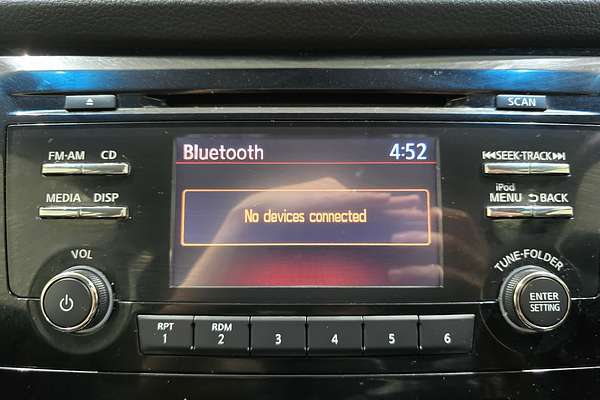 SCAN
FM·AM CD
MEDIA DISP
VOL
Bluetooth 4:52
No devices connected
SEEK·TRACK
iPod
MENU BACK
TUNE·FOLDER
ENTER
SETTING
RPT
1
RDM
2
3
4
5
6